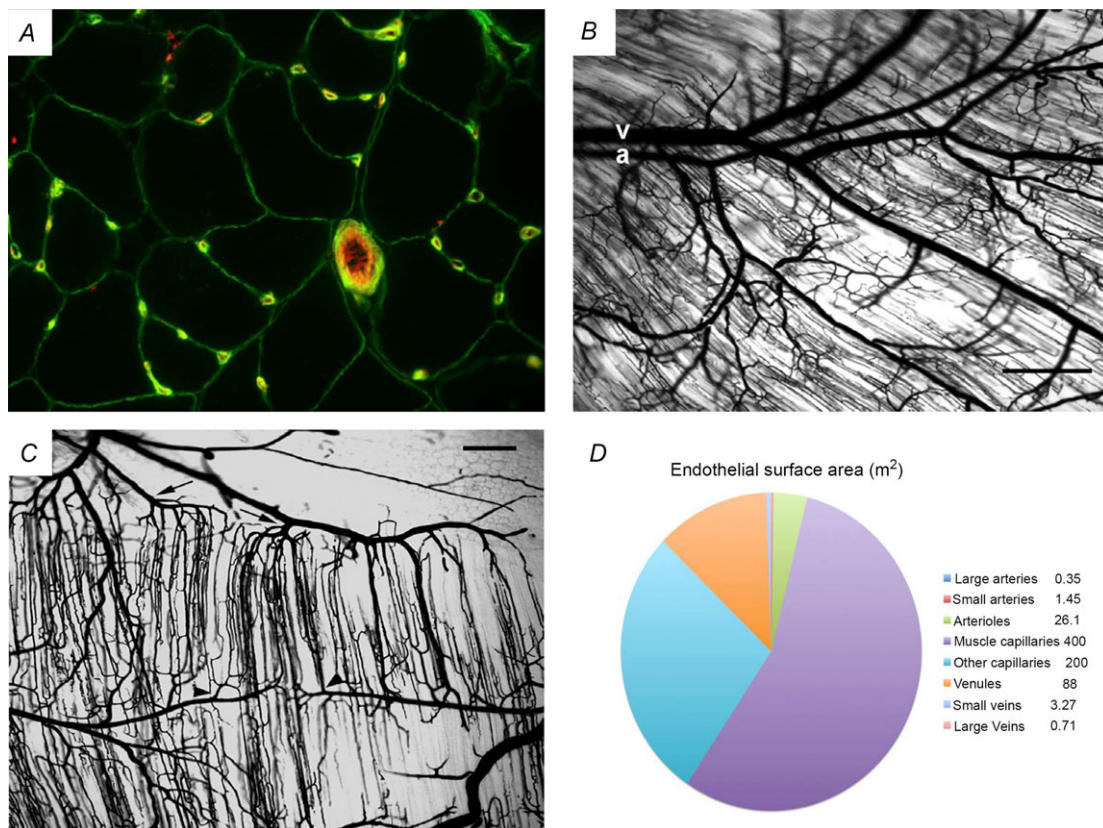 A
B
v
a
C
D
Endothelial surface area (m²)
Large arteries 0.35
Small arteries 1.45
Arterioles 26.1
Muscle capillaries 400
Other capillaries 200
Venules 88
Small veins 3.27
Large Veins 0.71